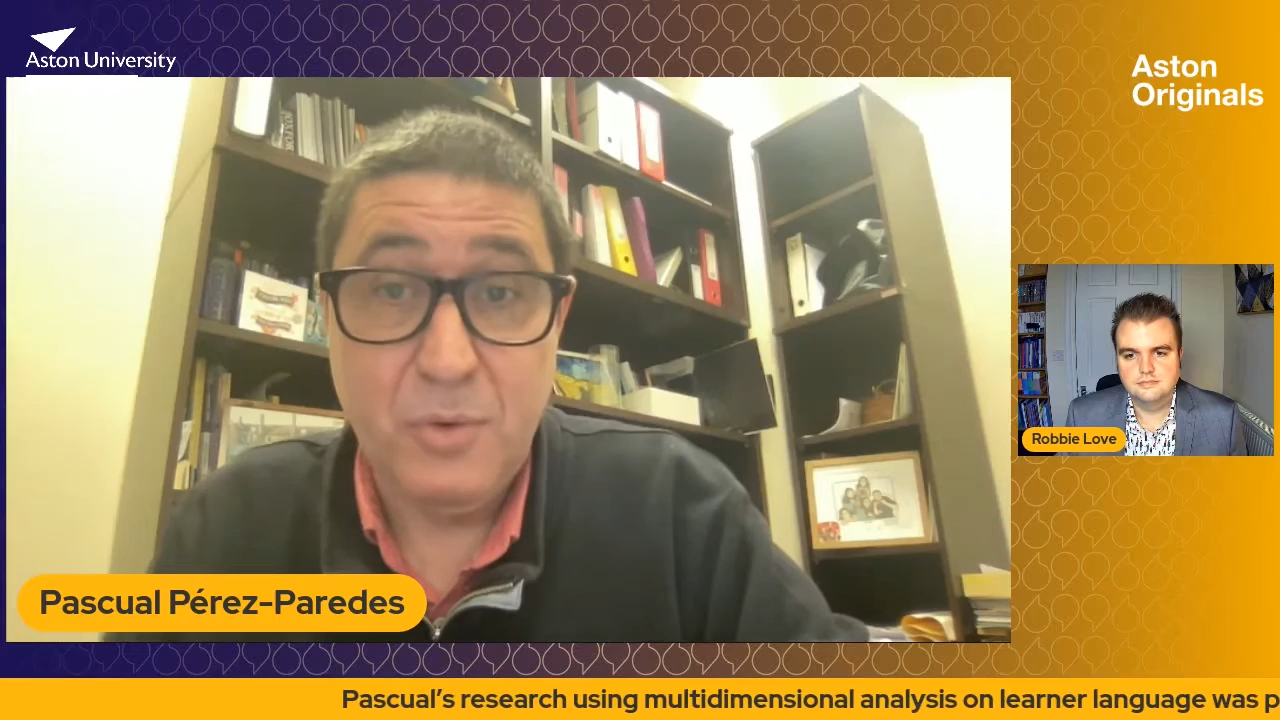 Aston University
Aston
Originals
Robbie Love
Pascual Pérez-Paredes
Pascual's research using multidimensional analysis on learner language was p